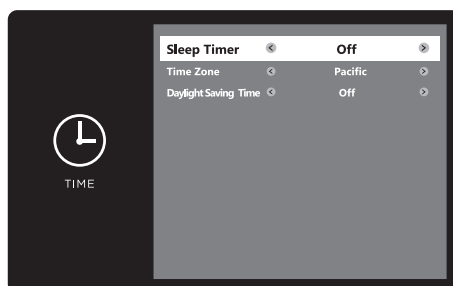 Sleep Timer Off
Time Zone Pacific
Daylight Saving Time Off
TIME